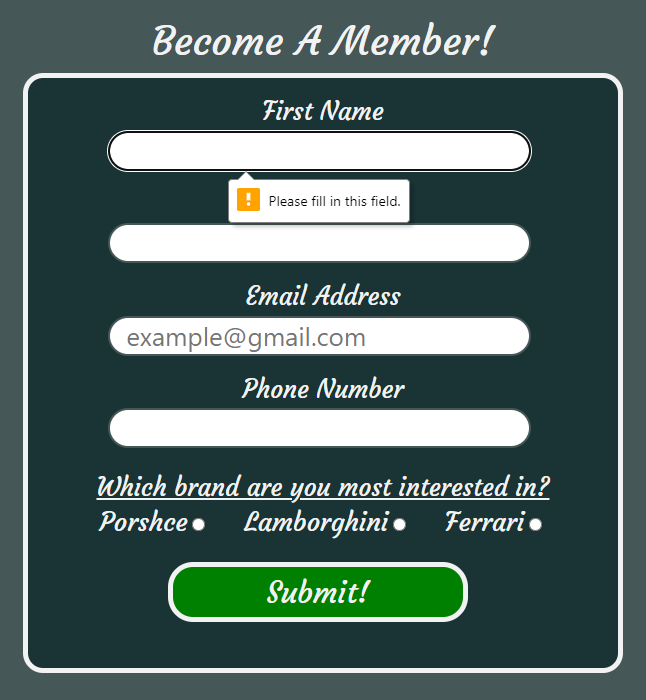 Become A Member!
First Name
! Please fill in this field.
Email Address
example@gmail.com
Phone Number
Which brand are you most interested in?
Porshce Lamborghini Ferrari
Submit!